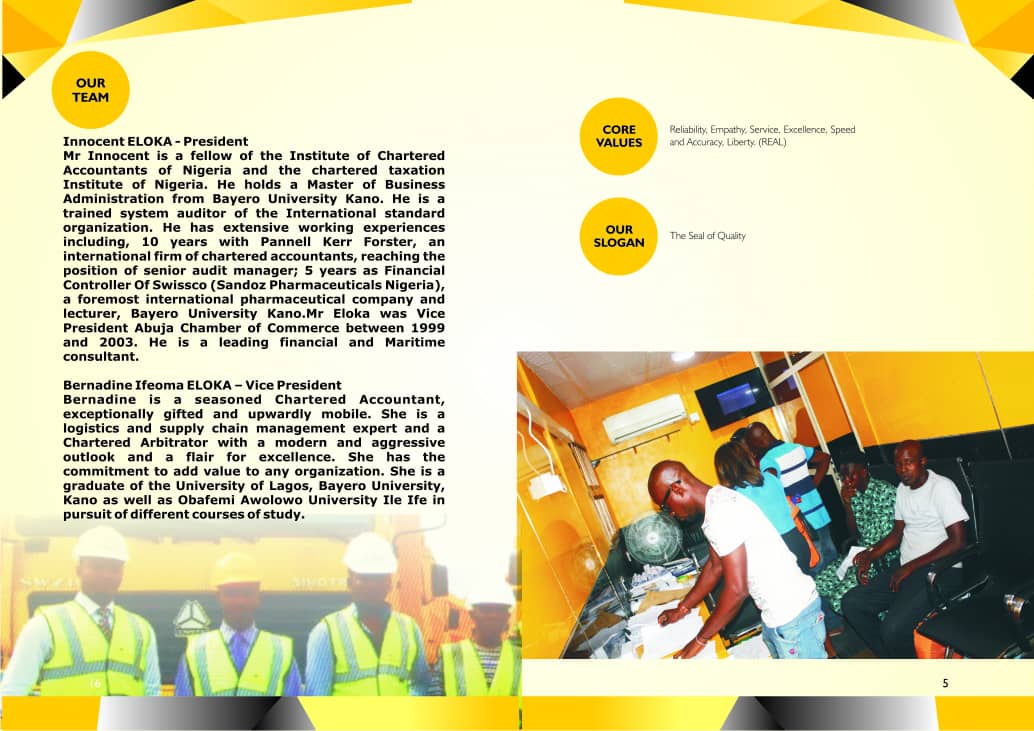 OUR
TEAM
Innocent ELOKA - President
Mr Innocent is a fellow of the Institute of Chartered
Accountants of Nigeria and the chartered taxation
Institute of Nigeria. He holds a Master of Business
Administration from Bayero University Kano. He is a
trained system auditor of the International standard
organization. He has extensive working experiences
including, 10 years with Pannell Kerr Forster, an
international firm of chartered accountants, reaching the
position of senior audit manager; 5 years as Financial
Controller Of Swissco (Sandoz Pharmaceuticals Nigeria),
a foremost international pharmaceutical company and
lecturer, Bayero University Kano.Mr Eloka was Vice
President Abuja Chamber of Commerce between 1999
and 2003. He is a leading financial and Maritime
consultant.
Bernadine Ifeoma ELOKA – Vice President
Bernadine is a seasoned Chartered Accountant,
exceptionally gifted and upwardly mobile. She is a
logistics and supply chain management expert and a
Chartered Arbitrator with a modern and aggressive
outlook and a flair for excellence. She has the
commitment to add value to any organization. She is a
graduate of the University of Lagos, Bayero University,
Kano as well as Obafemi Awolowo University Ile Ife in
pursuit of different courses of study.
16
CORE
VALUES
Reliability, Empathy, Service, Excellence, Speed
and Accuracy, Liberty. (REAL)
OUR
SLOGAN
The Seal of Quality
5